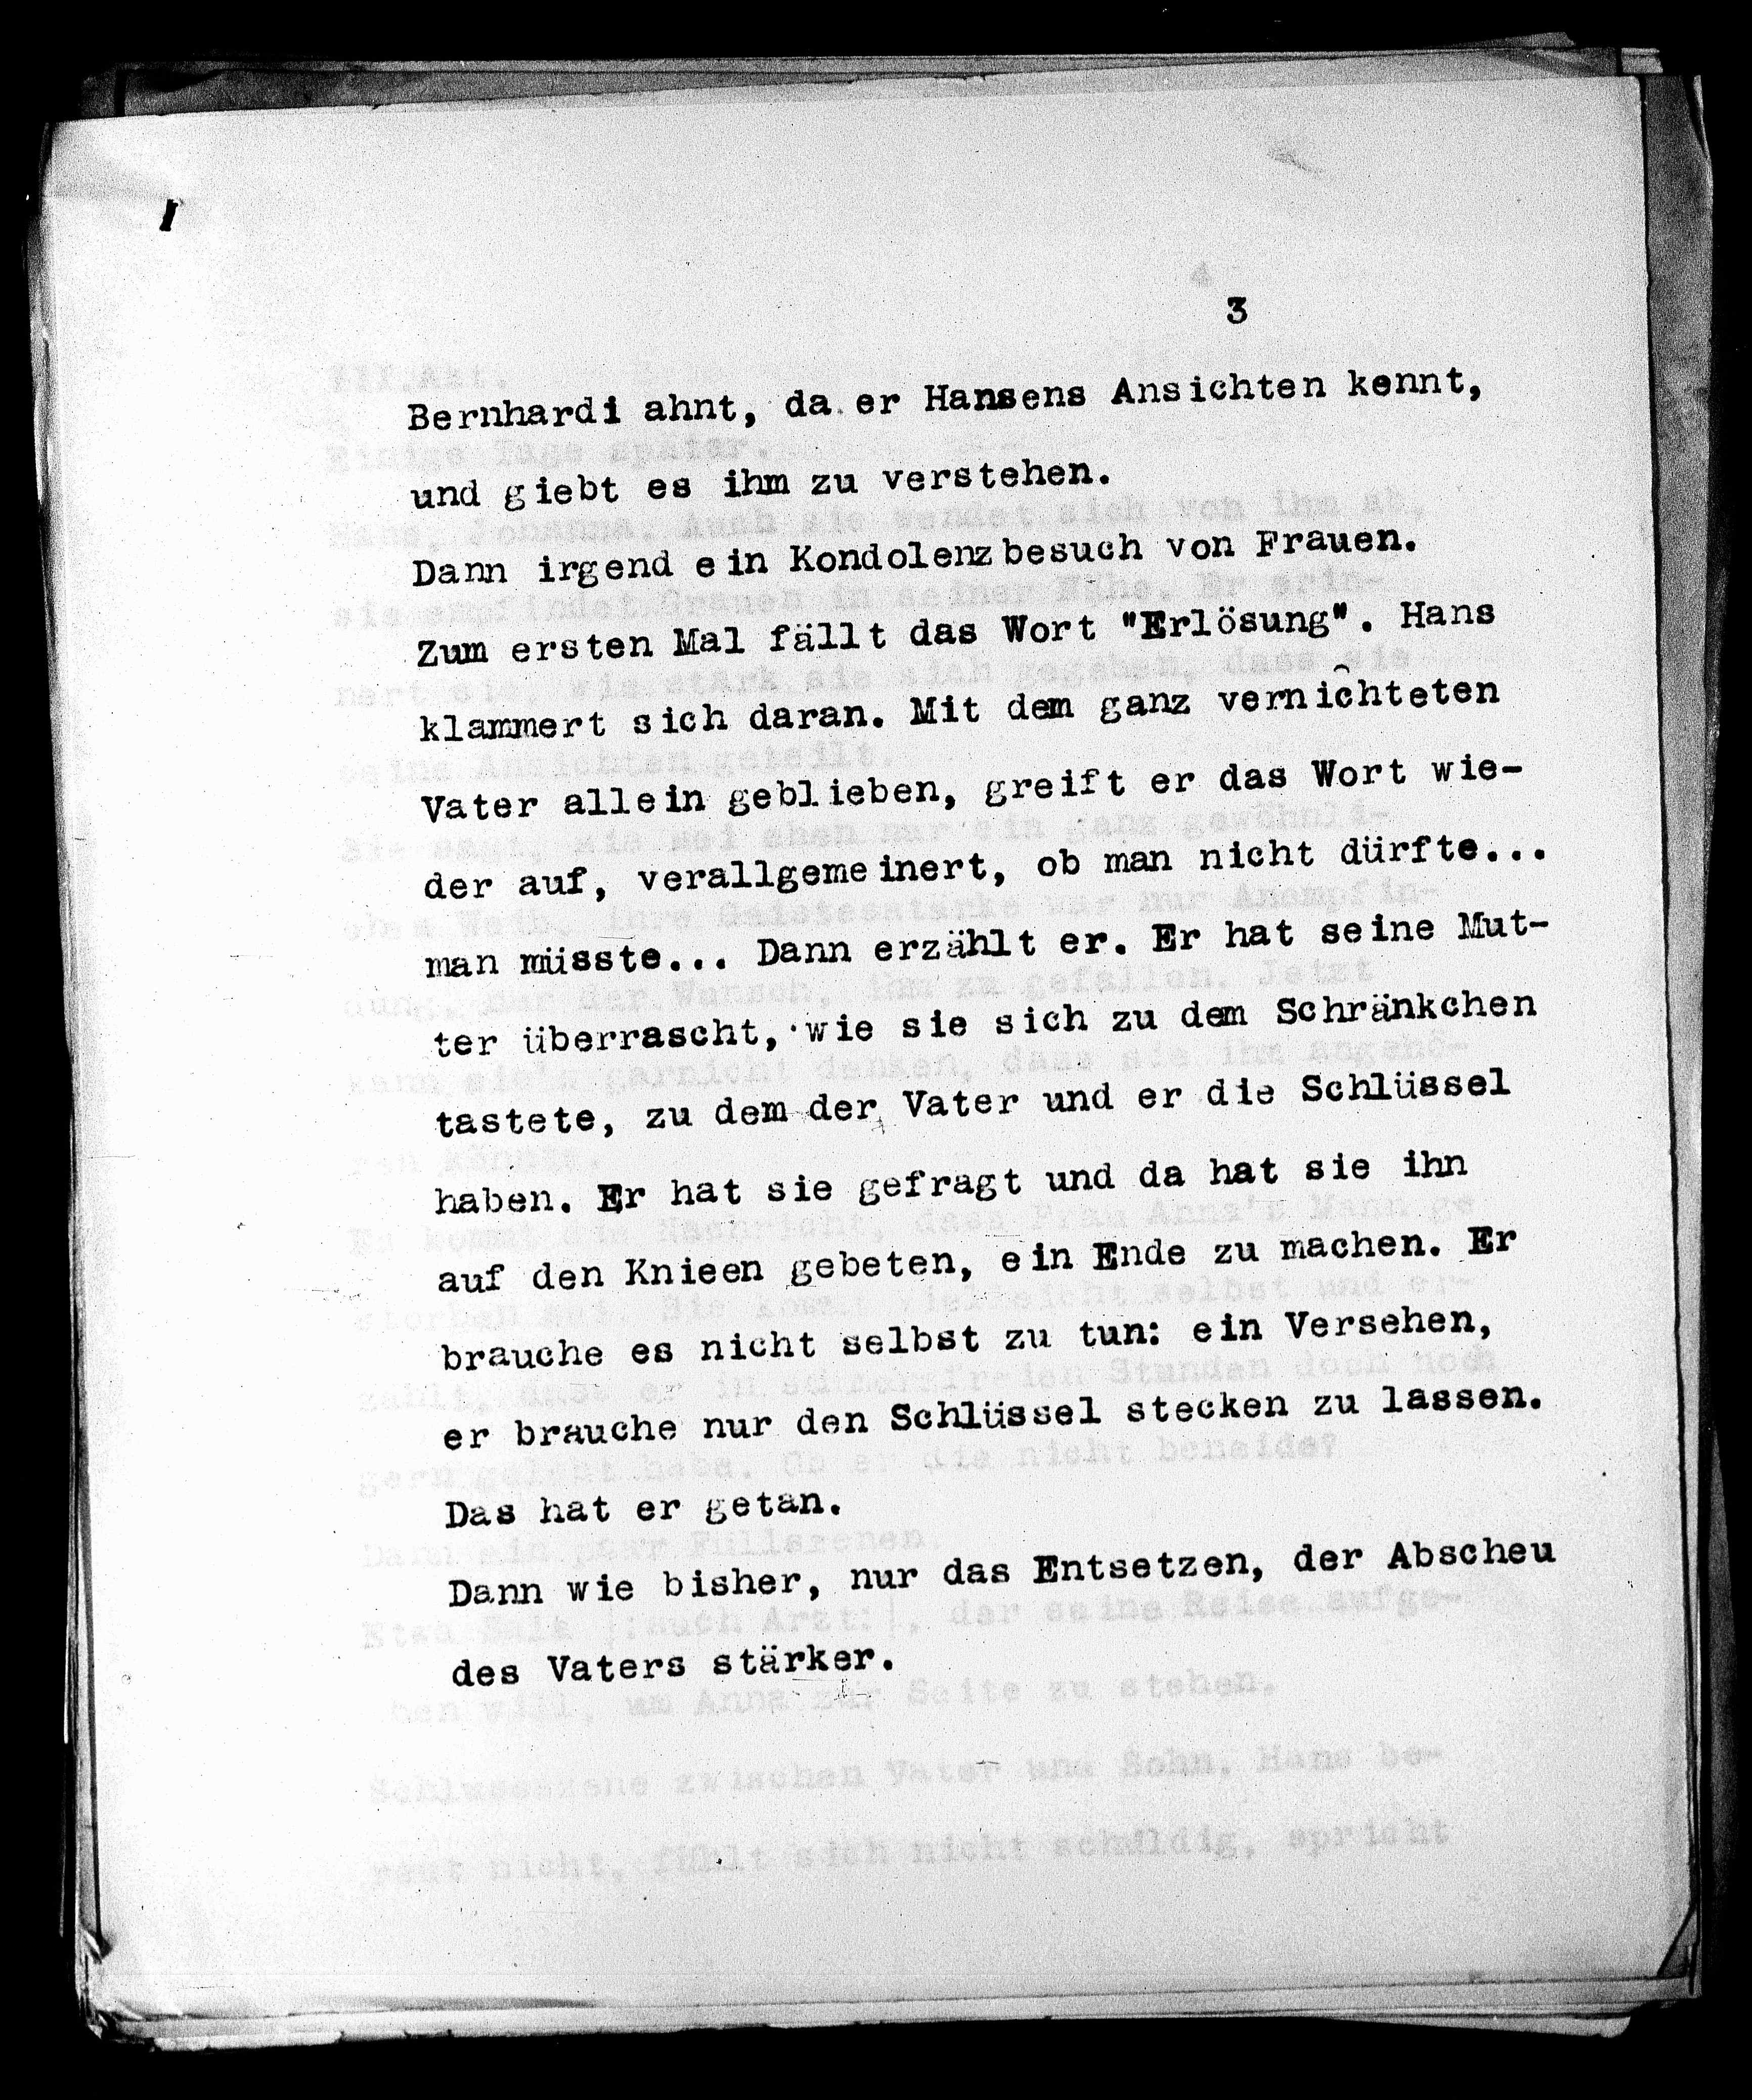 3
Bernhardi ahnt, da er Hansens Ansichten kennt,
und giebt es ihm zu verstehen.
Dann irgend ein Kondolenzbesuch von Frauen.
Zum ersten Mal fällt das Wort "Erlösung". Hans
klammert sich daran. Mit dem ganz vernichteten
Vater allein geblieben, greift er das Wort wie-
der auf, verallgemeinert, ob man nicht dürfte...
man müsste... Dann erzählt er. Er hat seine Mut-
ter überrascht, wie sie sich zu dem Schränkchen
tastete, zu dem der Vater und er die Schlüssel
haben. Er hat sie gefragt und da hat sie ihn
auf den Knieen gebeten, ein Ende zu machen. Er
brauche es nicht selbst zu tun: ein Versehen,
er brauche nur den Schlüssel stecken zu lassen.
Das hat er getan.
Dann wie bisher, nur das Entsetzen, der Abscheu
des Vaters stärker.